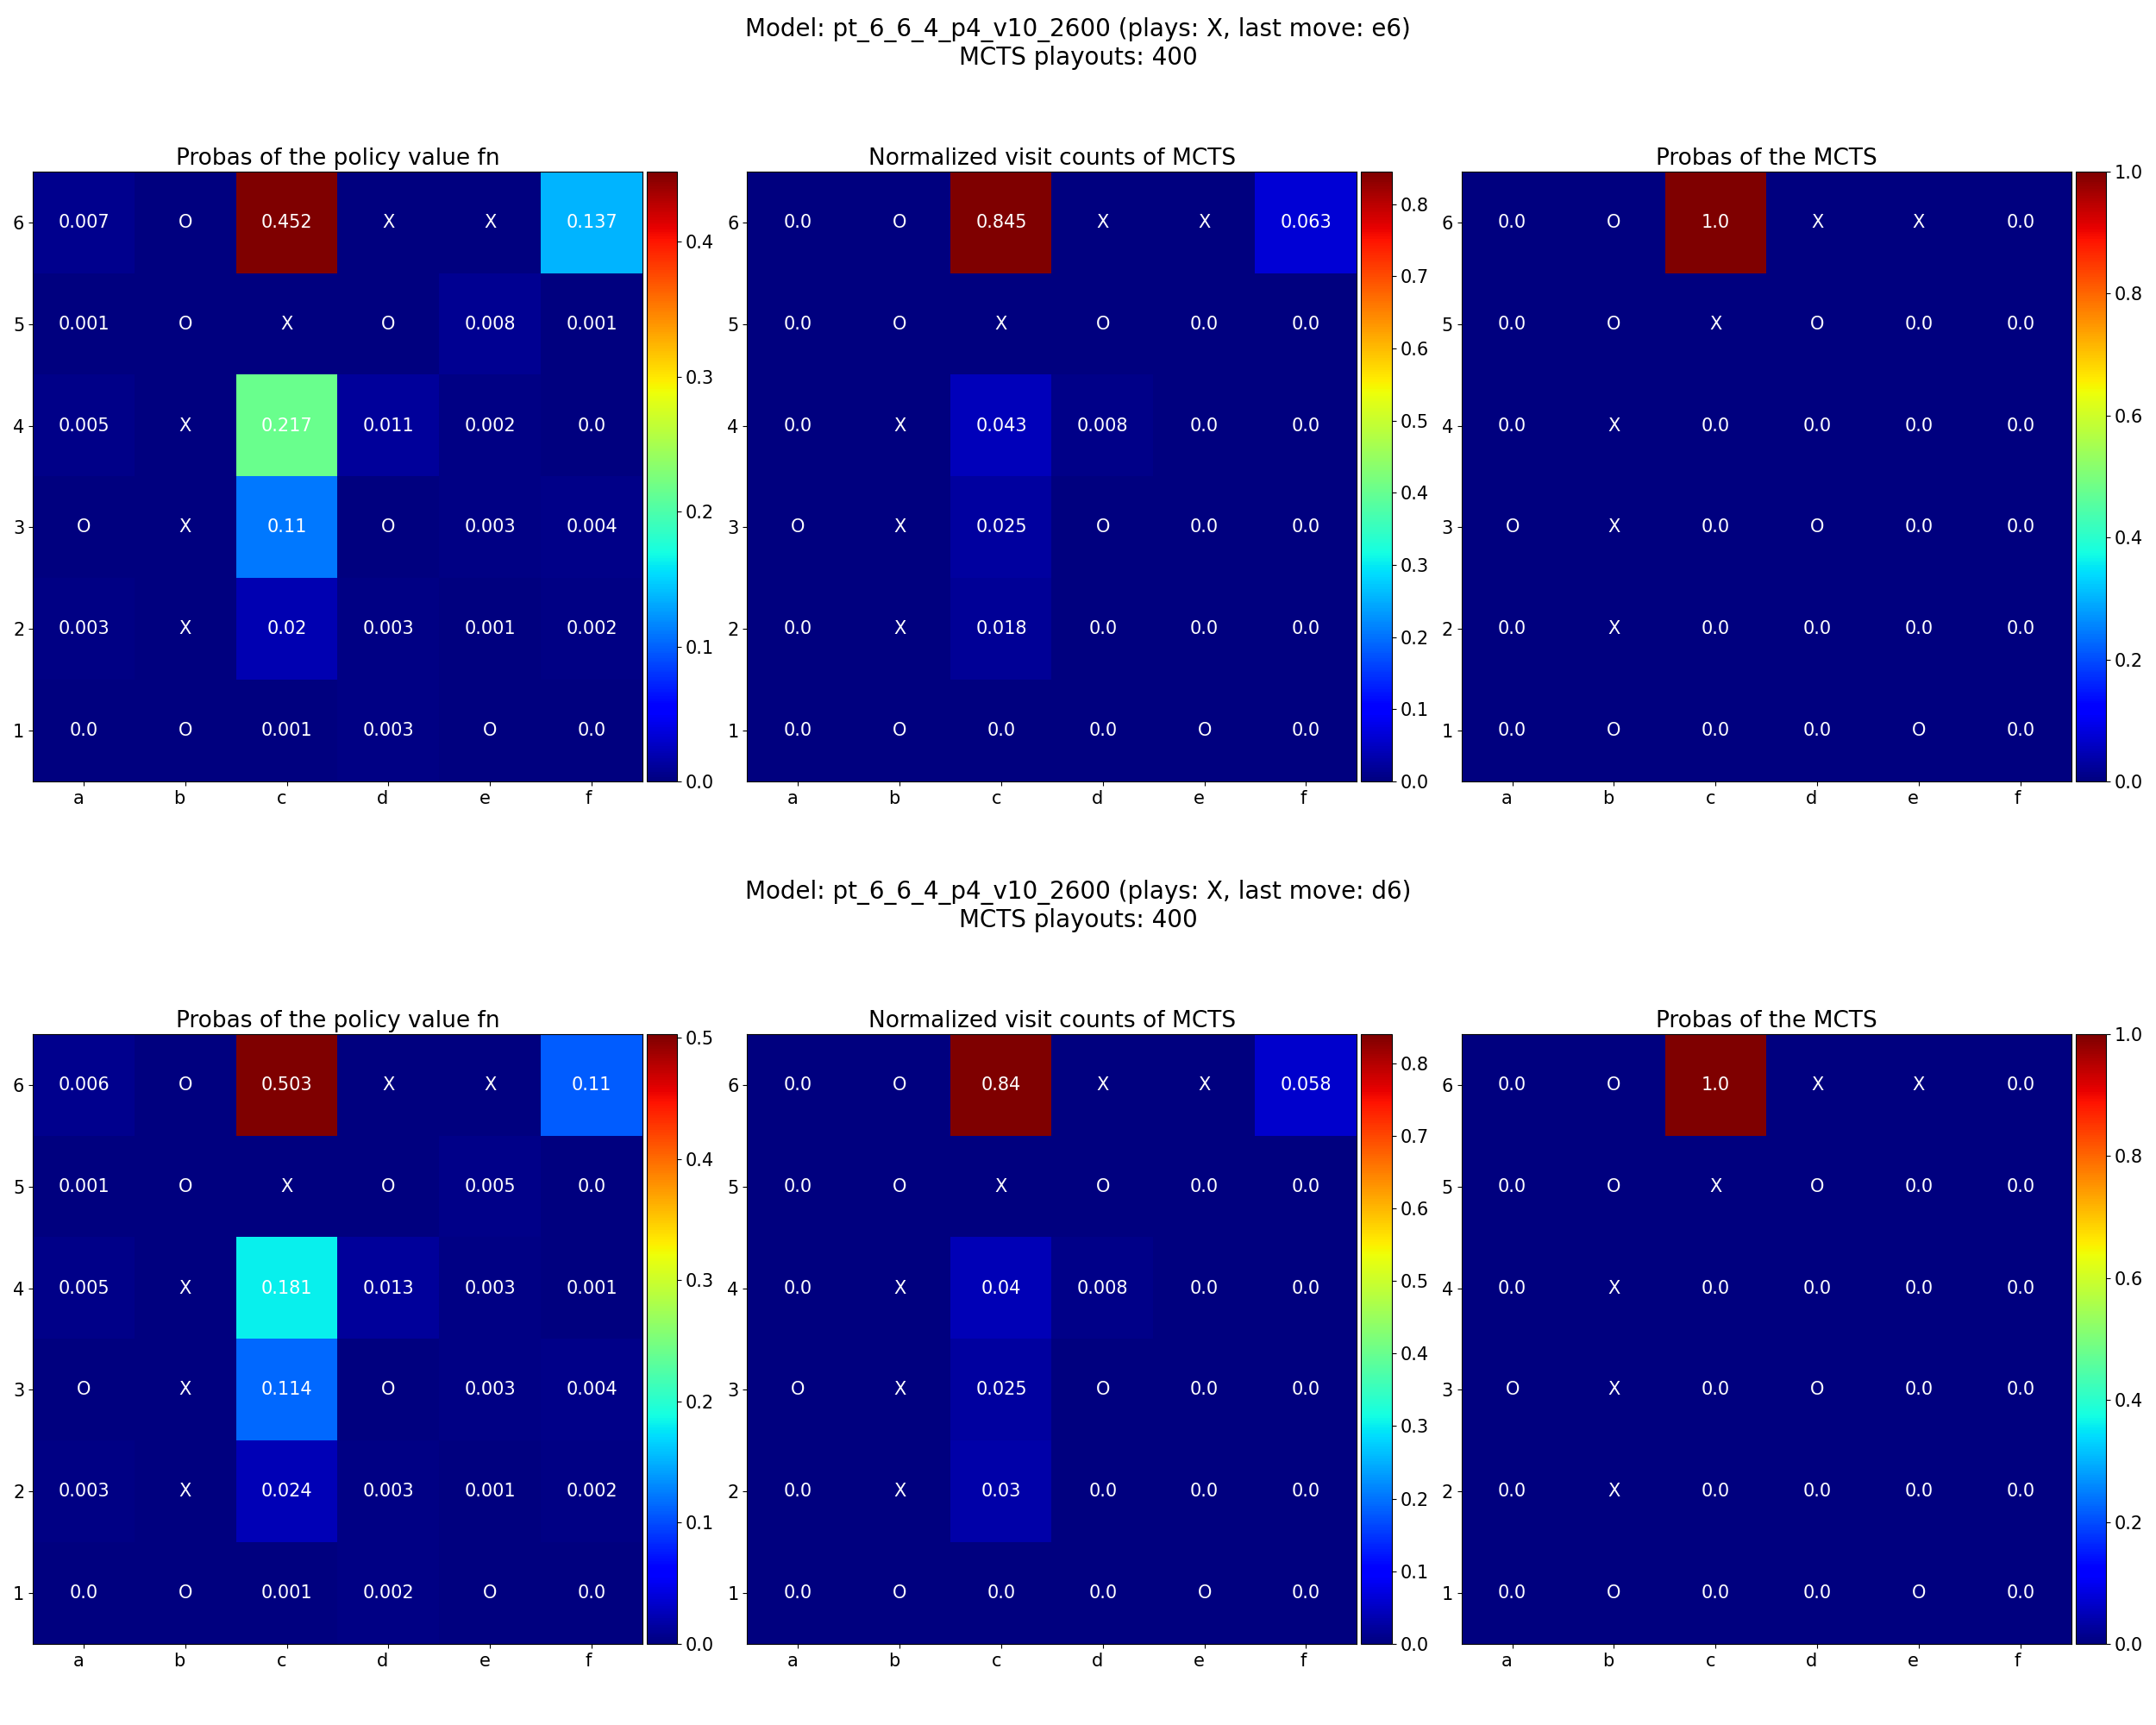 Model: pt_6_6_4_p4_v10_2600 (plays: X, last move: e6)
MCTS playouts: 400
Probas of the policy value fn
6 0.007 O 0.452 X X 0.137
5 0.001 O X O 0.008 0.001
4 0.005 X 0.217 0.011 0.002 0.0
3 O X 0.11 O 0.003 0.004
2 0.003 X 0.02 0.003 0.001 0.002
1 0.0 O 0.001 0.003 O 0.0
a b c d e f
0.4
0.3
0.2
0.1
0.0
Normalized visit counts of MCTS
6 0.0 O 0.845 X X 0.063
5 0.0 O X O 0.0 0.0
4 0.0 X 0.043 0.008 0.0 0.0
3 O X 0.025 O 0.0 0.0
2 0.0 X 0.018 0.0 0.0 0.0
1 0.0 O 0.0 0.0 O 0.0
a b c d e f
0.8
0.7
0.6
0.5
0.4
0.3
0.2
0.1
0.0
Probas of the MCTS
6 0.0 O 1.0 X X 0.0
5 0.0 O X O 0.0 0.0
4 0.0 X 0.0 0.0 0.0 0.0
3 O X 0.0 O 0.0 0.0
2 0.0 X 0.0 0.0 0.0 0.0
1 0.0 O 0.0 0.0 O 0.0
a b c d e f
1.0
0.8
0.6
0.4
0.2
0.0
Model: pt_6_6_4_p4_v10_2600 (plays: X, last move: d6)
MCTS playouts: 400
Probas of the policy value fn
6 0.006 O 0.503 X X 0.11
5 0.001 O X O 0.005 0.0
4 0.005 X 0.181 0.013 0.003 0.001
3 O X 0.114 O 0.003 0.004
2 0.003 X 0.024 0.003 0.001 0.002
1 0.0 O 0.001 0.002 O 0.0
a b c d e f
0.5
0.4
0.3
0.2
0.1
0.0
Normalized visit counts of MCTS
6 0.0 O 0.84 X X 0.058
5 0.0 O X O 0.0 0.0
4 0.0 X 0.04 0.008 0.0 0.0
3 O X 0.025 O 0.0 0.0
2 0.0 X 0.03 0.0 0.0 0.0
1 0.0 O 0.0 0.0 O 0.0
a b c d e f
0.8
0.7
0.6
0.5
0.4
0.3
0.2
0.1
0.0
Probas of the MCTS
6 0.0 O 1.0 X X 0.0
5 0.0 O X O 0.0 0.0
4 0.0 X 0.0 0.0 0.0 0.0
3 O X 0.0 O 0.0 0.0
2 0.0 X 0.0 0.0 0.0 0.0
1 0.0 O 0.0 0.0 O 0.0
a b c d e f
1.0
0.8
0.6
0.4
0.2
0.0